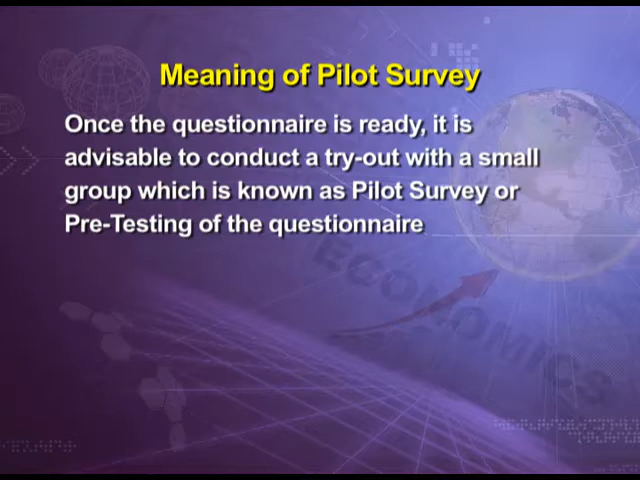 Meaning of Pilot Survey
Once the questionnaire is ready, it is
advisable to conduct a try-out with a small
group which is known as Pilot Survey or
Pre-Testing of the questionnaire
ECONOMICS